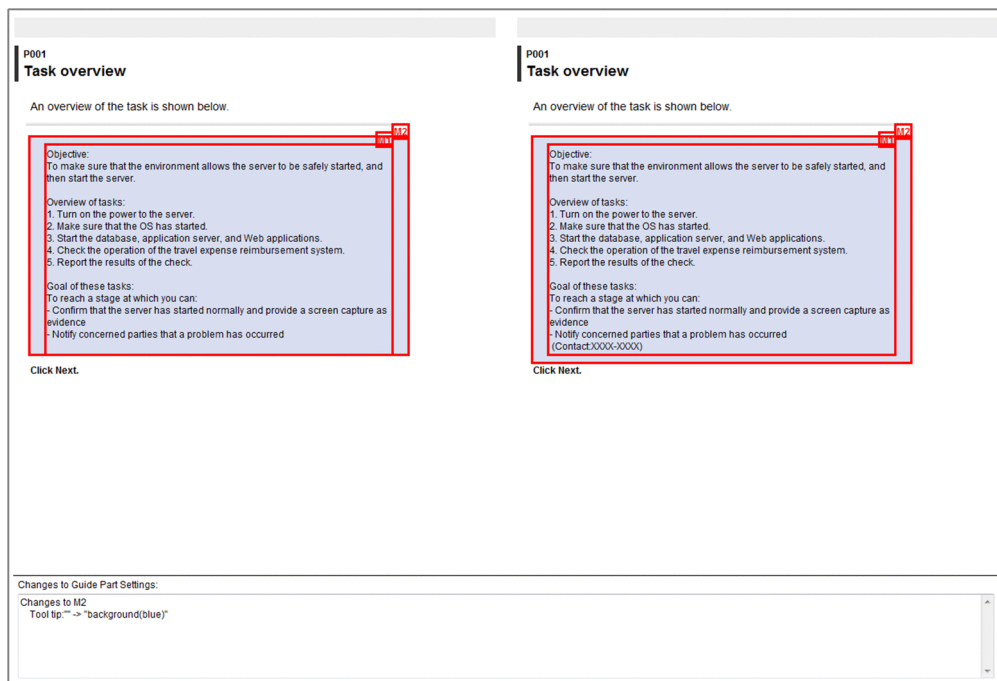 P001
Task overview
An overview of the task is shown below.
M2
M1
Objective:
To make sure that the environment allows the server to be safely started, and
then start the server.
Overview of tasks:
1. Turn on the power to the server.
2. Make sure that the OS has started.
3. Start the database, application server, and Web applications.
4. Check the operation of the travel expense reimbursement system.
5. Report the results of the check.
Goal of these tasks:
To reach a stage at which you can:
- Confirm that the server has started normally and provide a screen capture as
evidence
- Notify concerned parties that a problem has occurred
Click Next.
P001
Task overview
An overview of the task is shown below.
M2
M1
Objective:
To make sure that the environment allows the server to be safely started, and
then start the server.
Overview of tasks:
1. Turn on the power to the server.
2. Make sure that the OS has started.
3. Start the database, application server, and Web applications.
4. Check the operation of the travel expense reimbursement system.
5. Report the results of the check.
Goal of these tasks:
To reach a stage at which you can:
- Confirm that the server has started normally and provide a screen capture as
evidence
- Notify concerned parties that a problem has occurred
(Contact:XXXX-XXXX)
Click Next.
Changes to Guide Part Settings:
Changes to M2
Tool tip:"" -> "background(blue)"